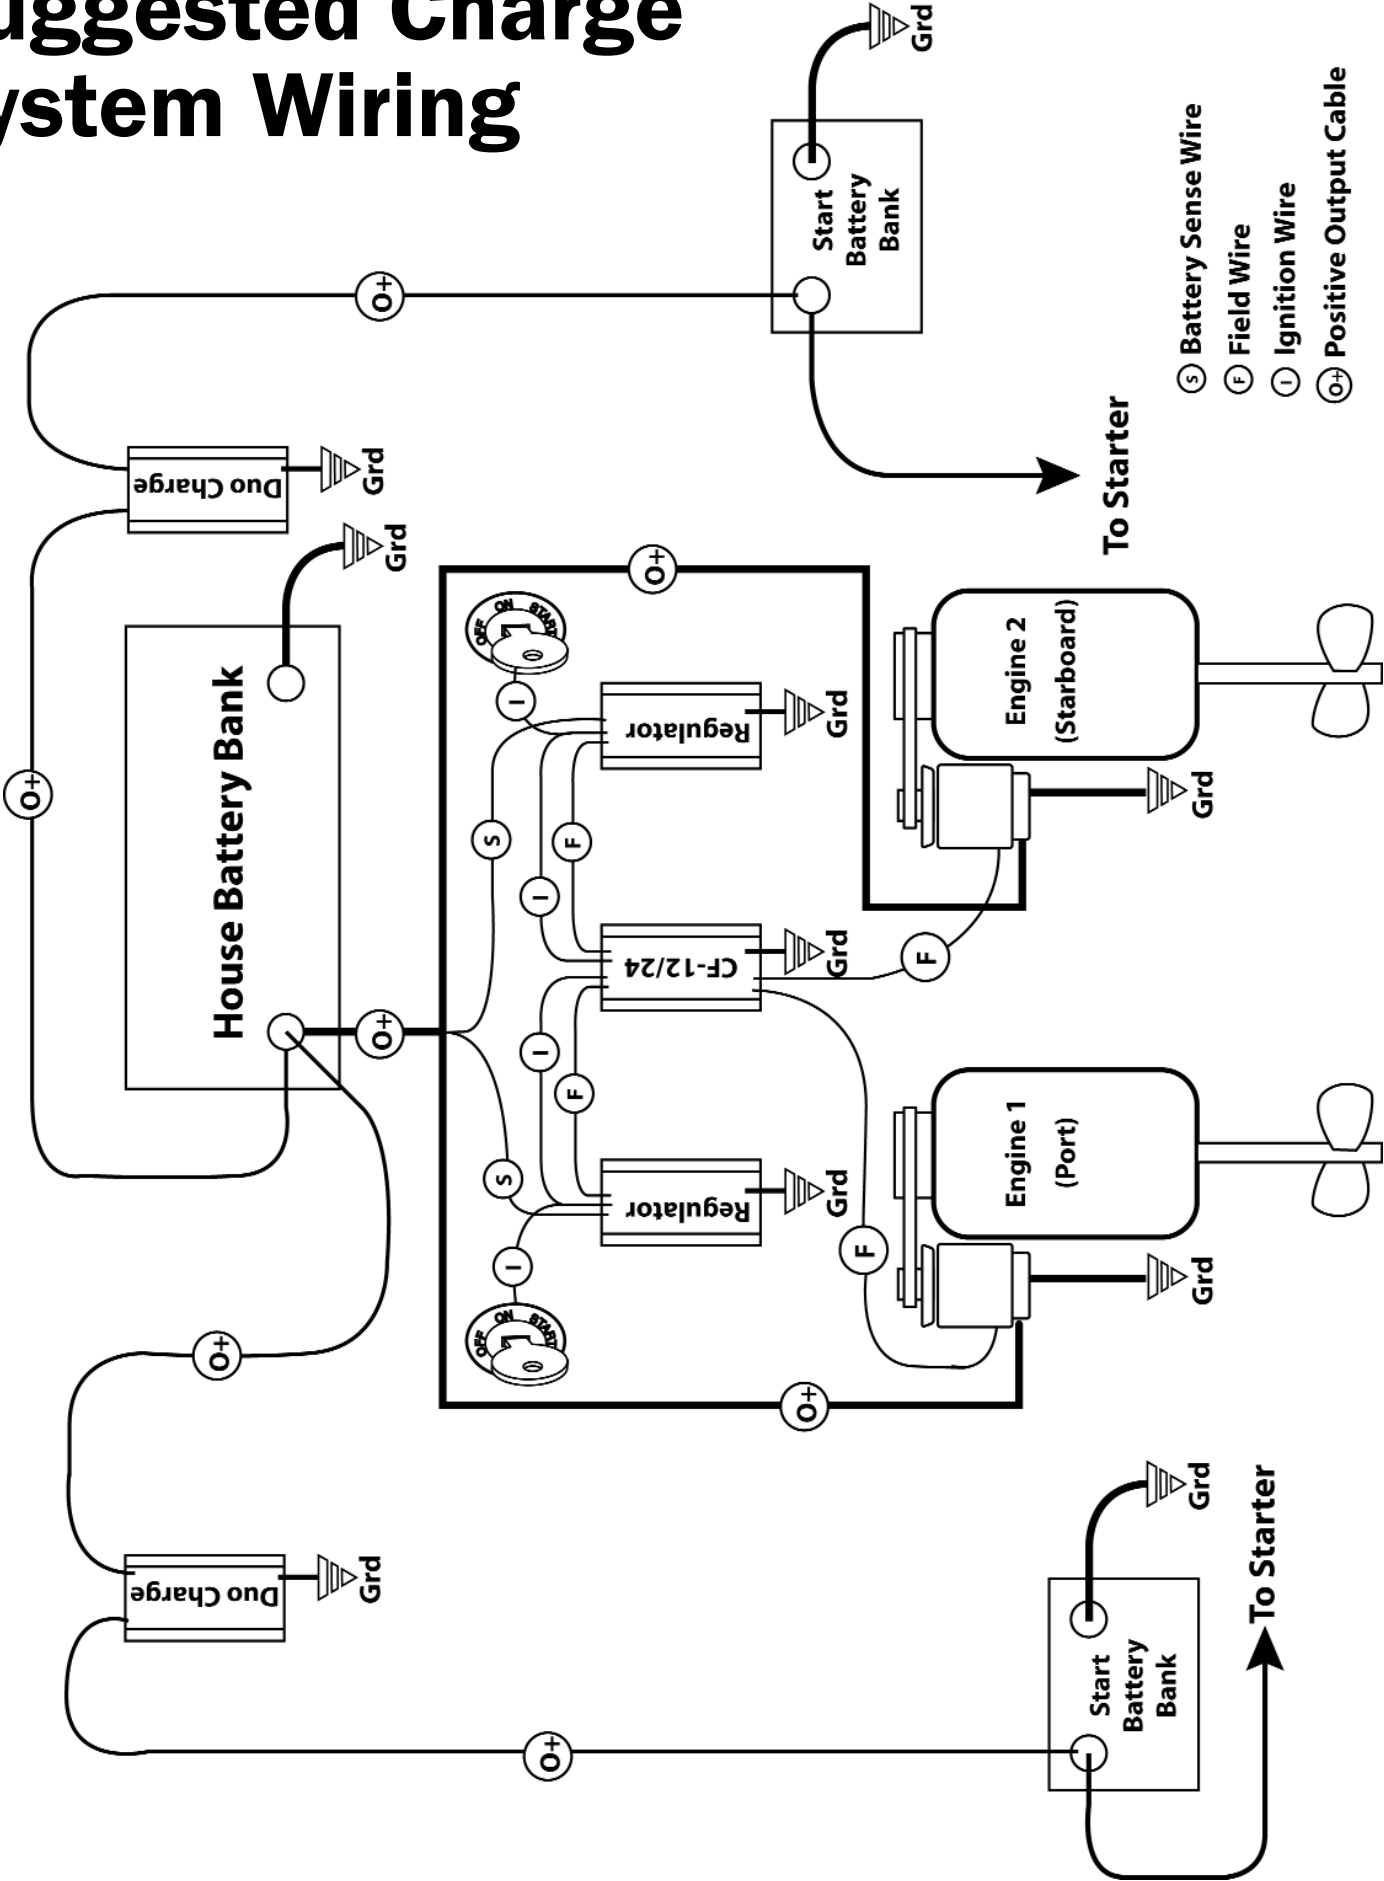 uggested Charge
ystem Wiring
Grd
Start
Battery
Bank
O+
Duo Charge
Grd
Grd
To Starter
S Battery Sense Wire
F Field Wire
I Ignition Wire
O+ Positive Output Cable
House Battery Bank
O+
O+
O+
OFF ON START
I
Regulator
Grd
S
I
F
Engine 2
(Starboard)
Grd
CF-12/24
Grd
F
I
F
S
Regulator
Grd
I
OFF ON START
F
Engine 1
(Port)
Grd
O+
O+
Duo Charge
Grd
O+
Start
Battery
Bank
Grd
To Starter